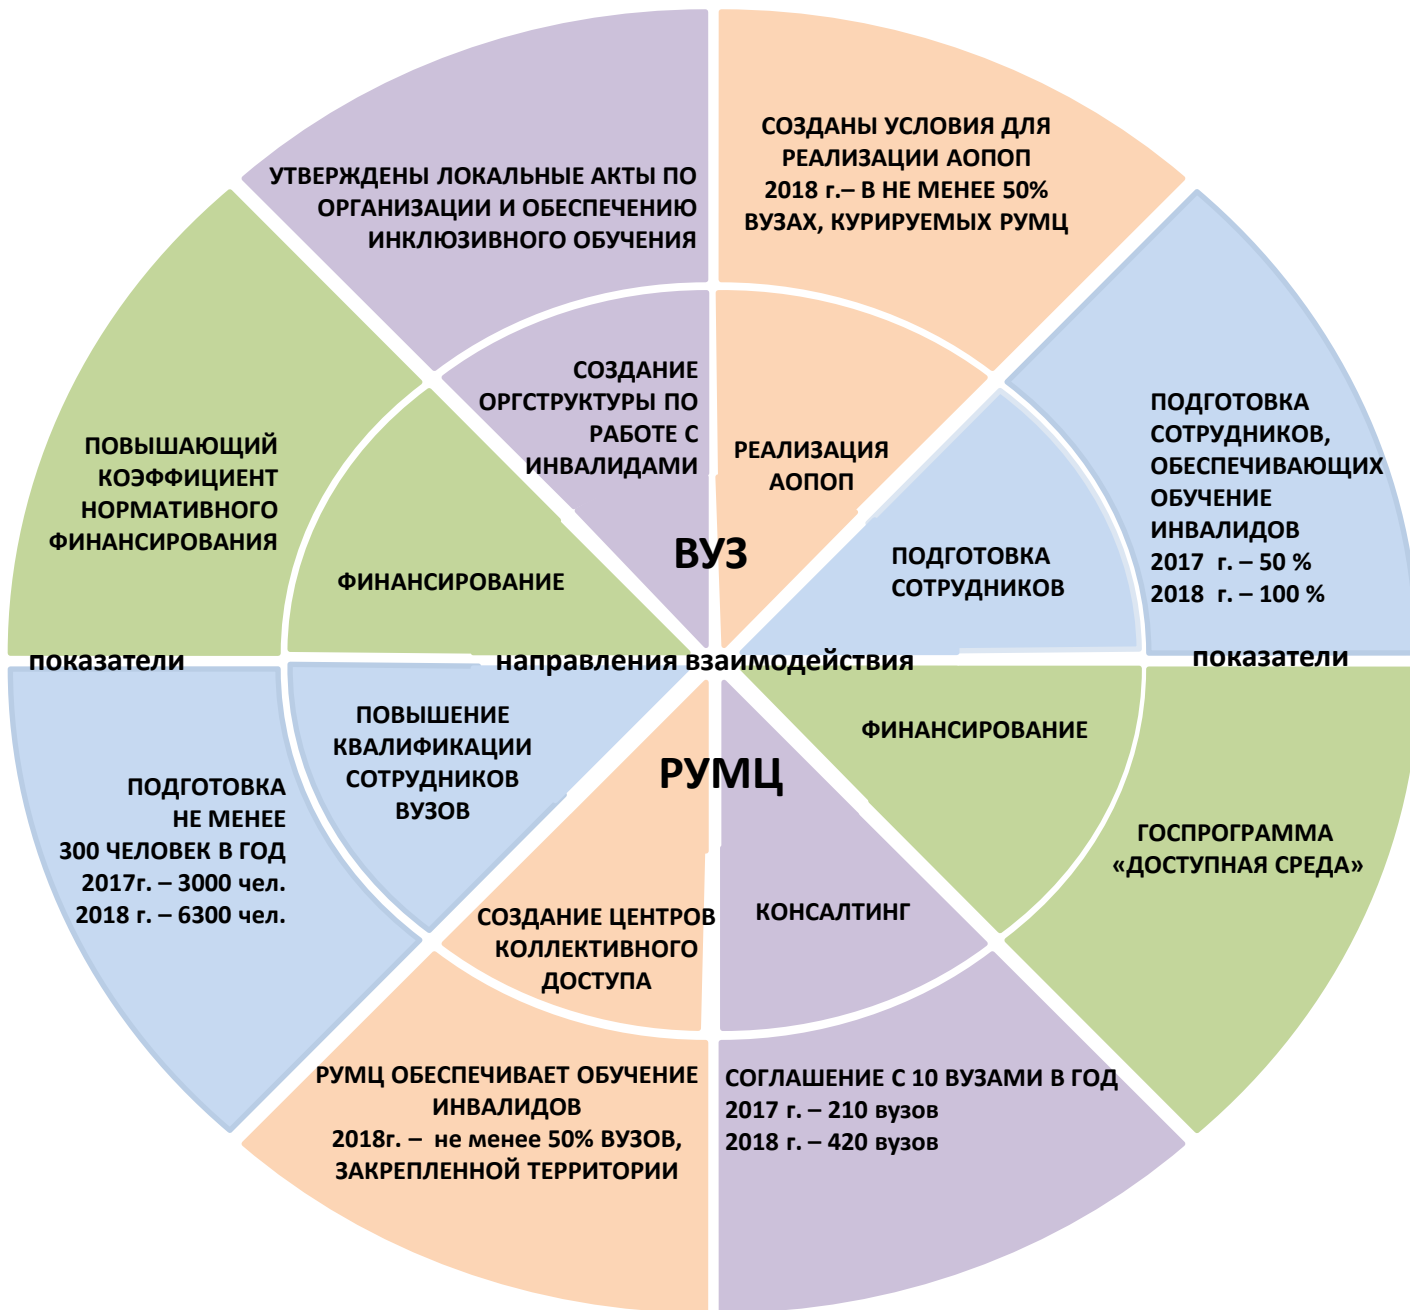 СОЗДАНЫ УСЛОВИЯ ДЛЯ
РЕАЛИЗАЦИИ АОПОП
2018 г.– В НЕ МЕНЕЕ 50%
ВУЗАХ, КУРИРУЕМЫХ РУМЦ
УТВЕРЖДЕНЫ ЛОКАЛЬНЫЕ АКТЫ ПО
ОРГАНИЗАЦИИ И ОБЕСПЕЧЕНИЮ
ИНКЛЮЗИВНОГО ОБУЧЕНИЯ
СОЗДАНИЕ
ОРГСТРУКТУРЫ ПО
РАБОТЕ С
ИНВАЛИДАМИ
РЕАЛИЗАЦИЯ
АОПОП
ПОДГОТОВКА
СОТРУДНИКОВ,
ОБЕСПЕЧИВАЮЩИХ
ОБУЧЕНИЕ
ИНВАЛИДОВ
2017 г. – 50 %
2018 г. – 100 %
ПОВЫШАЮЩИЙ
КОЭФФИЦИЕНТ
НОРМАТИВНОГО
ФИНАНСИРОВАНИЯ
ВУЗ
ФИНАНСИРОВАНИЕ
ПОДГОТОВКА
СОТРУДНИКОВ
показатели
направления взаимодействия
показатели
ПОВЫШЕНИЕ
КВАЛИФИКАЦИИ
СОТРУДНИКОВ
ВУЗОВ
ФИНАНСИРОВАНИЕ
РУМЦ
ПОДГОТОВКА
НЕ МЕНЕЕ
300 ЧЕЛОВЕК В ГОД
2017г. – 3000 чел.
2018 г. – 6300 чел.
ГОСПРОГРАММА
«ДОСТУПНАЯ СРЕДА»
СОЗДАНИЕ ЦЕНТРОВ
КОЛЛЕКТИВНОГО
ДОСТУПА
КОНСАЛТИНГ
РУМЦ ОБЕСПЕЧИВАЕТ ОБУЧЕНИЕ
ИНВАЛИДОВ
2018г. – не менее 50% ВУЗОВ,
ЗАКРЕПЛЕННОЙ ТЕРРИТОРИИ
СОГЛАШЕНИЕ С 10 ВУЗАМИ В ГОД
2017 г. – 210 вузов
2018 г. – 420 вузов